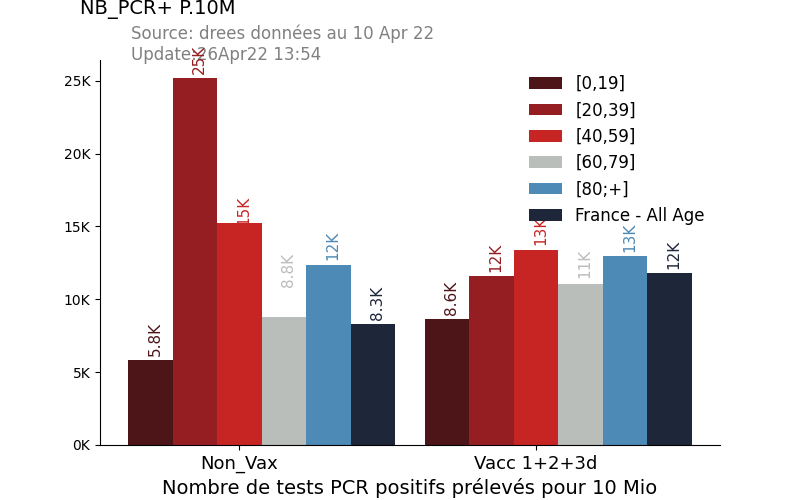 NB_PCR+ P.10M
Source: drees données au 10 Apr 22
Update:26Apr22 13:54
25K
20K
15K
10K
5K
0K
5.8K
25K
15K
8.8K
12K
8.3K
8.6K
12K
13K
11K
13K
12K
[0,19]
[20,39]
[40,59]
[60,79]
[80;+]
France - All Age
Non_Vax
Vacc 1+2+3d
Nombre de tests PCR positifs prélevés pour 10 Mio